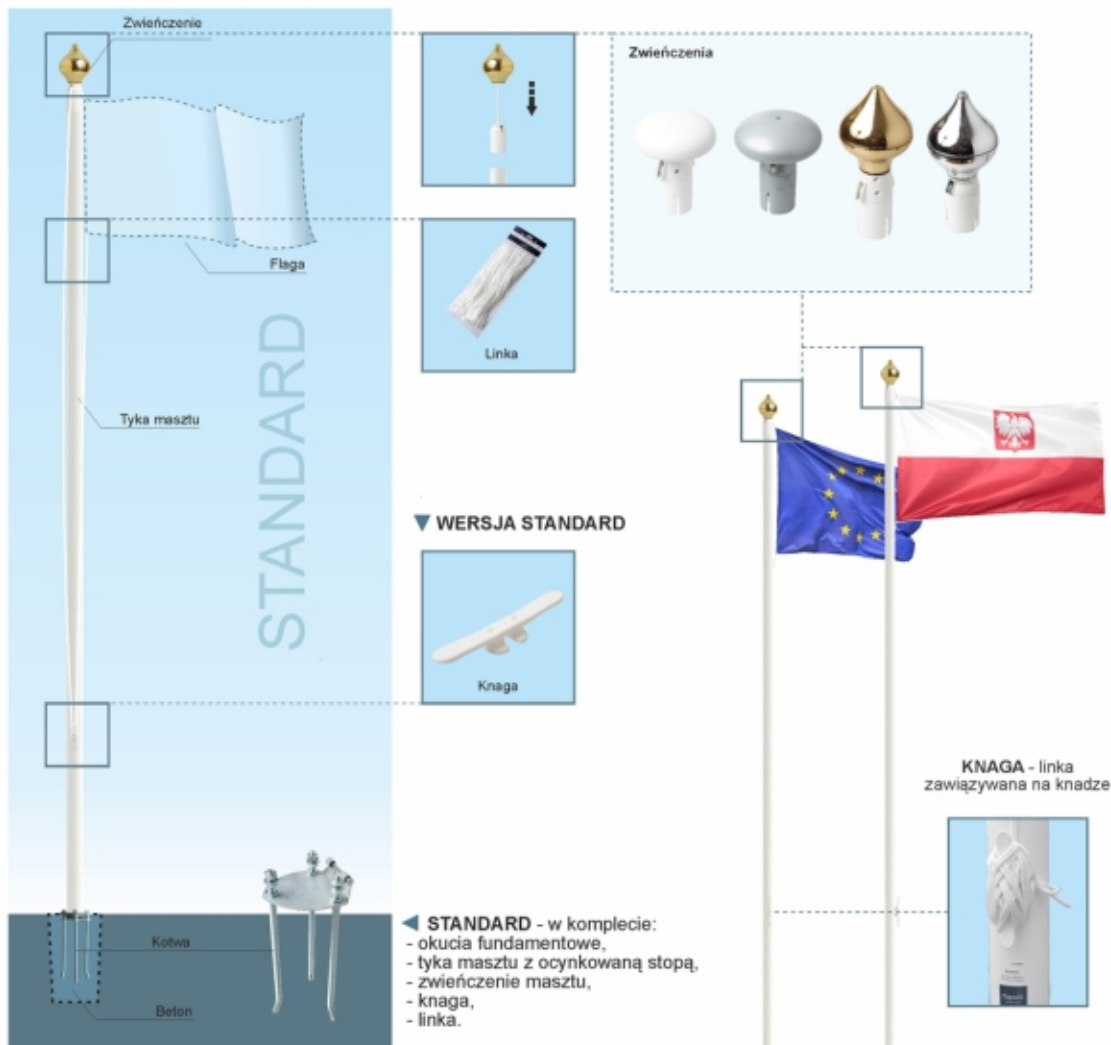 Zwieńczenie
Flaga
Tyka masztu
STANDARD
Kotwa
Beton
Linka
WERSJA STANDARD
Knaga
STANDARD - w komplecie:
- okucia fundamentowe,
- tyka masztu z ocynkowaną stopą,
- zwieńczenie masztu,
- knaga,
- linka.
Zwieńczenia
KNAGA - linka
zawiązywana na knadze